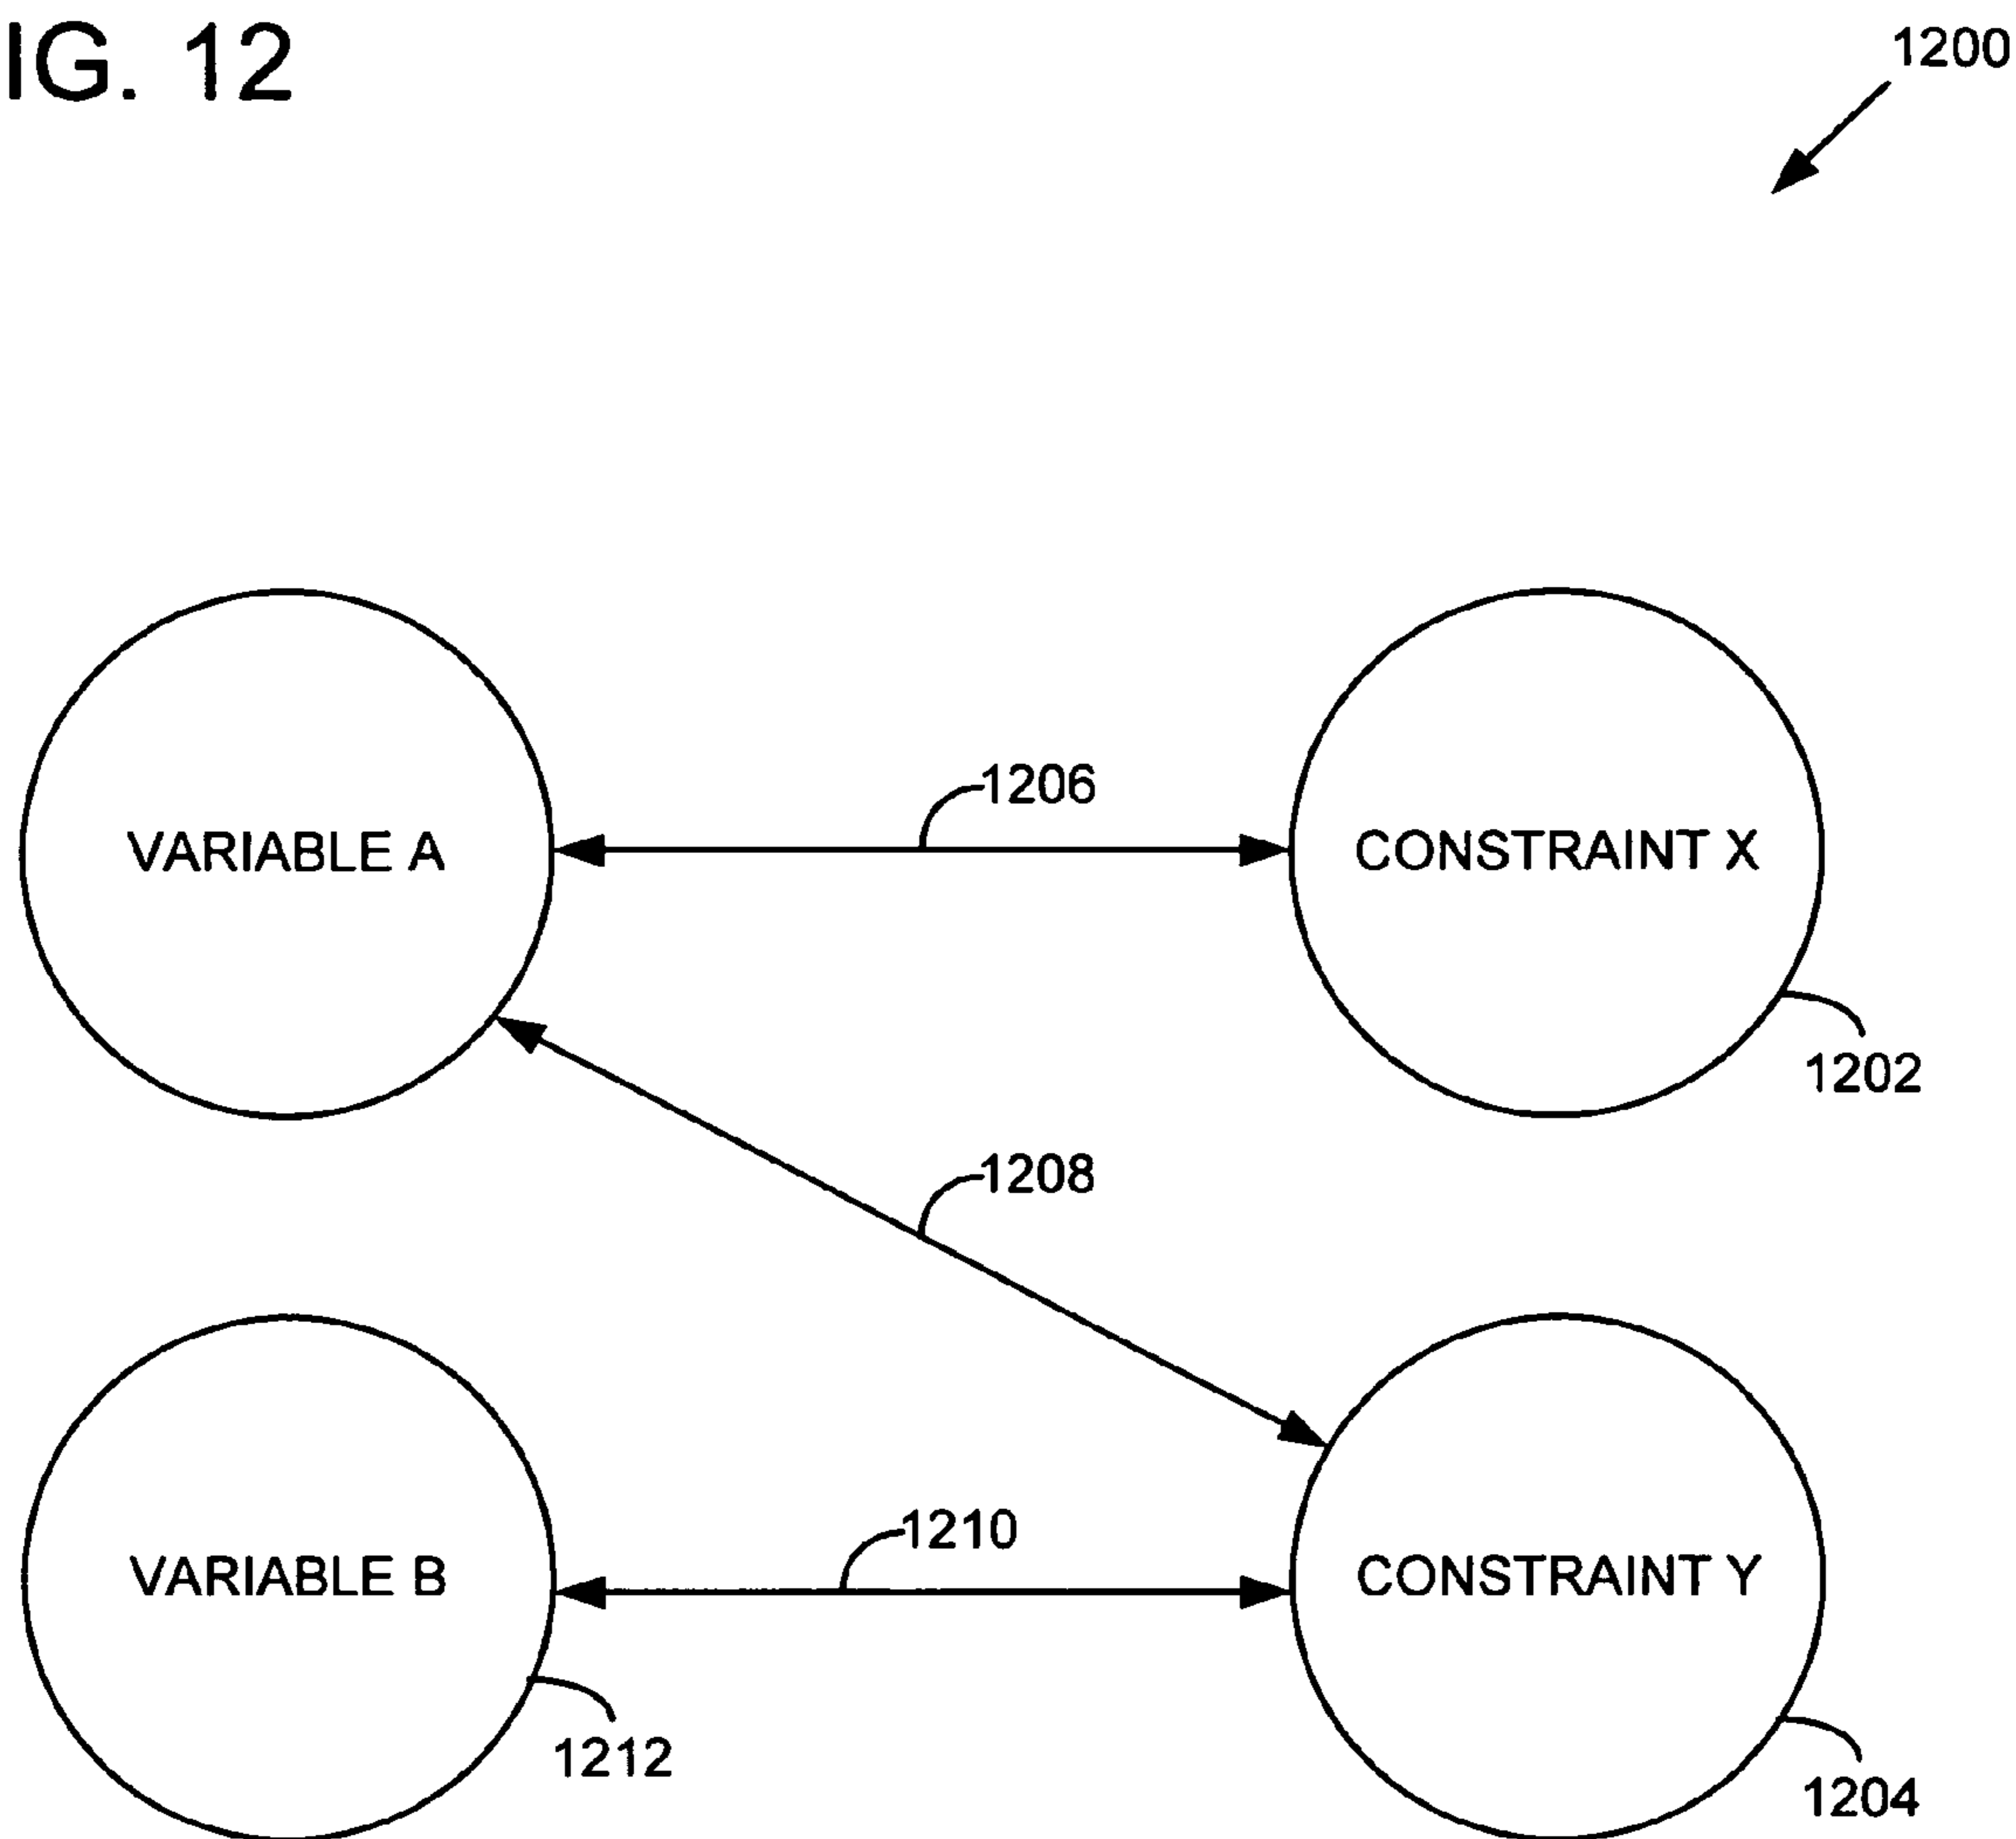 IG. 12
1200
VARIABLE A
1206
CONSTRAINT X
1202
1208
VARIABLE B
1210
CONSTRAINT Y
1212
1204